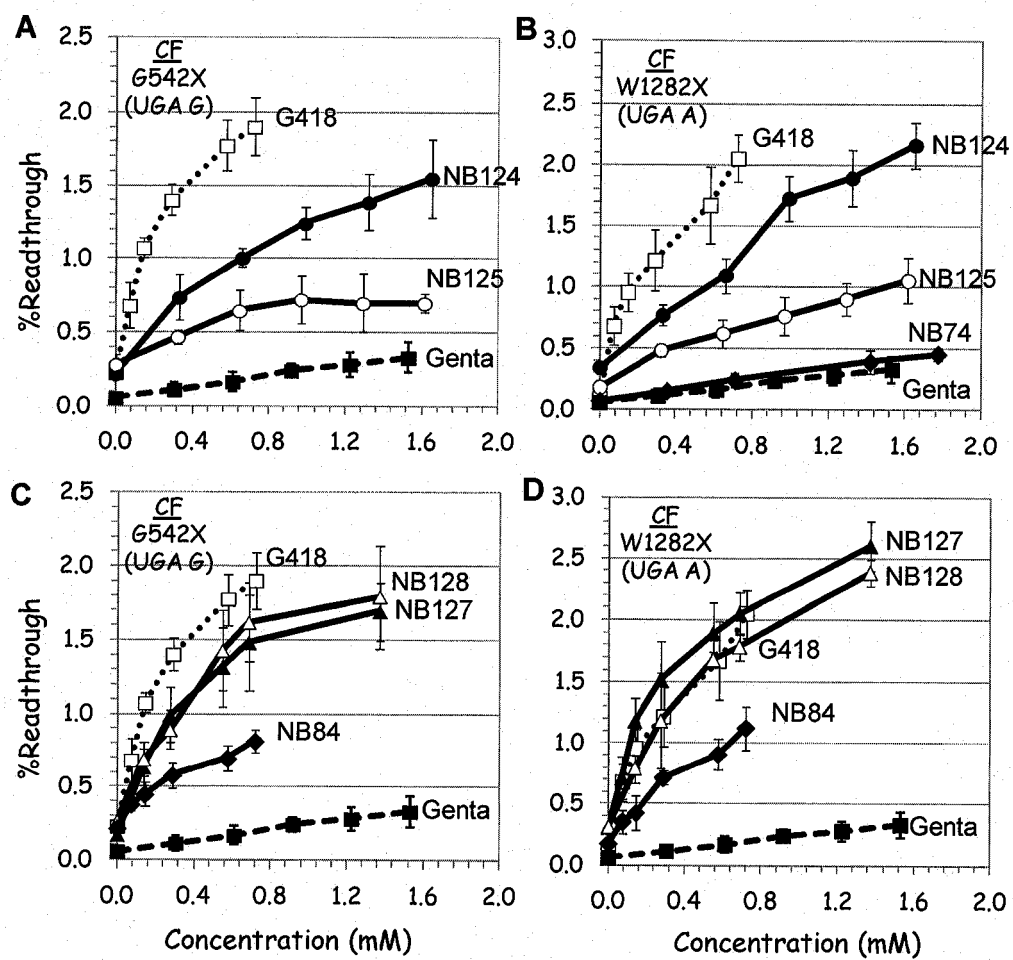 A
2.5
2.0
1.5
1.0
0.5
0.0
%Readthrough
CF
G542X
(UGA G)
G418
NB124
NB125
Genta
0.0 0.4 0.8 1.2 1.6 2.0
B
3.0
2.5
2.0
1.5
1.0
0.5
0.0
CF
W1282X
(UGA A)
G418
NB124
NB125
NB74
Genta
0.0 0.4 0.8 1.2 1.6 2.0
C
2.5
2.0
1.5
1.0
0.5
0.0
%Readthrough
CF
G542X
(UGA G)
G418
NB128
NB127
NB84
Genta
0.0 0.4 0.8 1.2 1.6 2.0
Concentration (mM)
D
3.0
2.5
2.0
1.5
1.0
0.5
0.0
CF
W1282X
(UGA A)
NB127
NB128
G418
NB84
Genta
0.0 0.4 0.8 1.2 1.6 2.0
Concentration (mM)